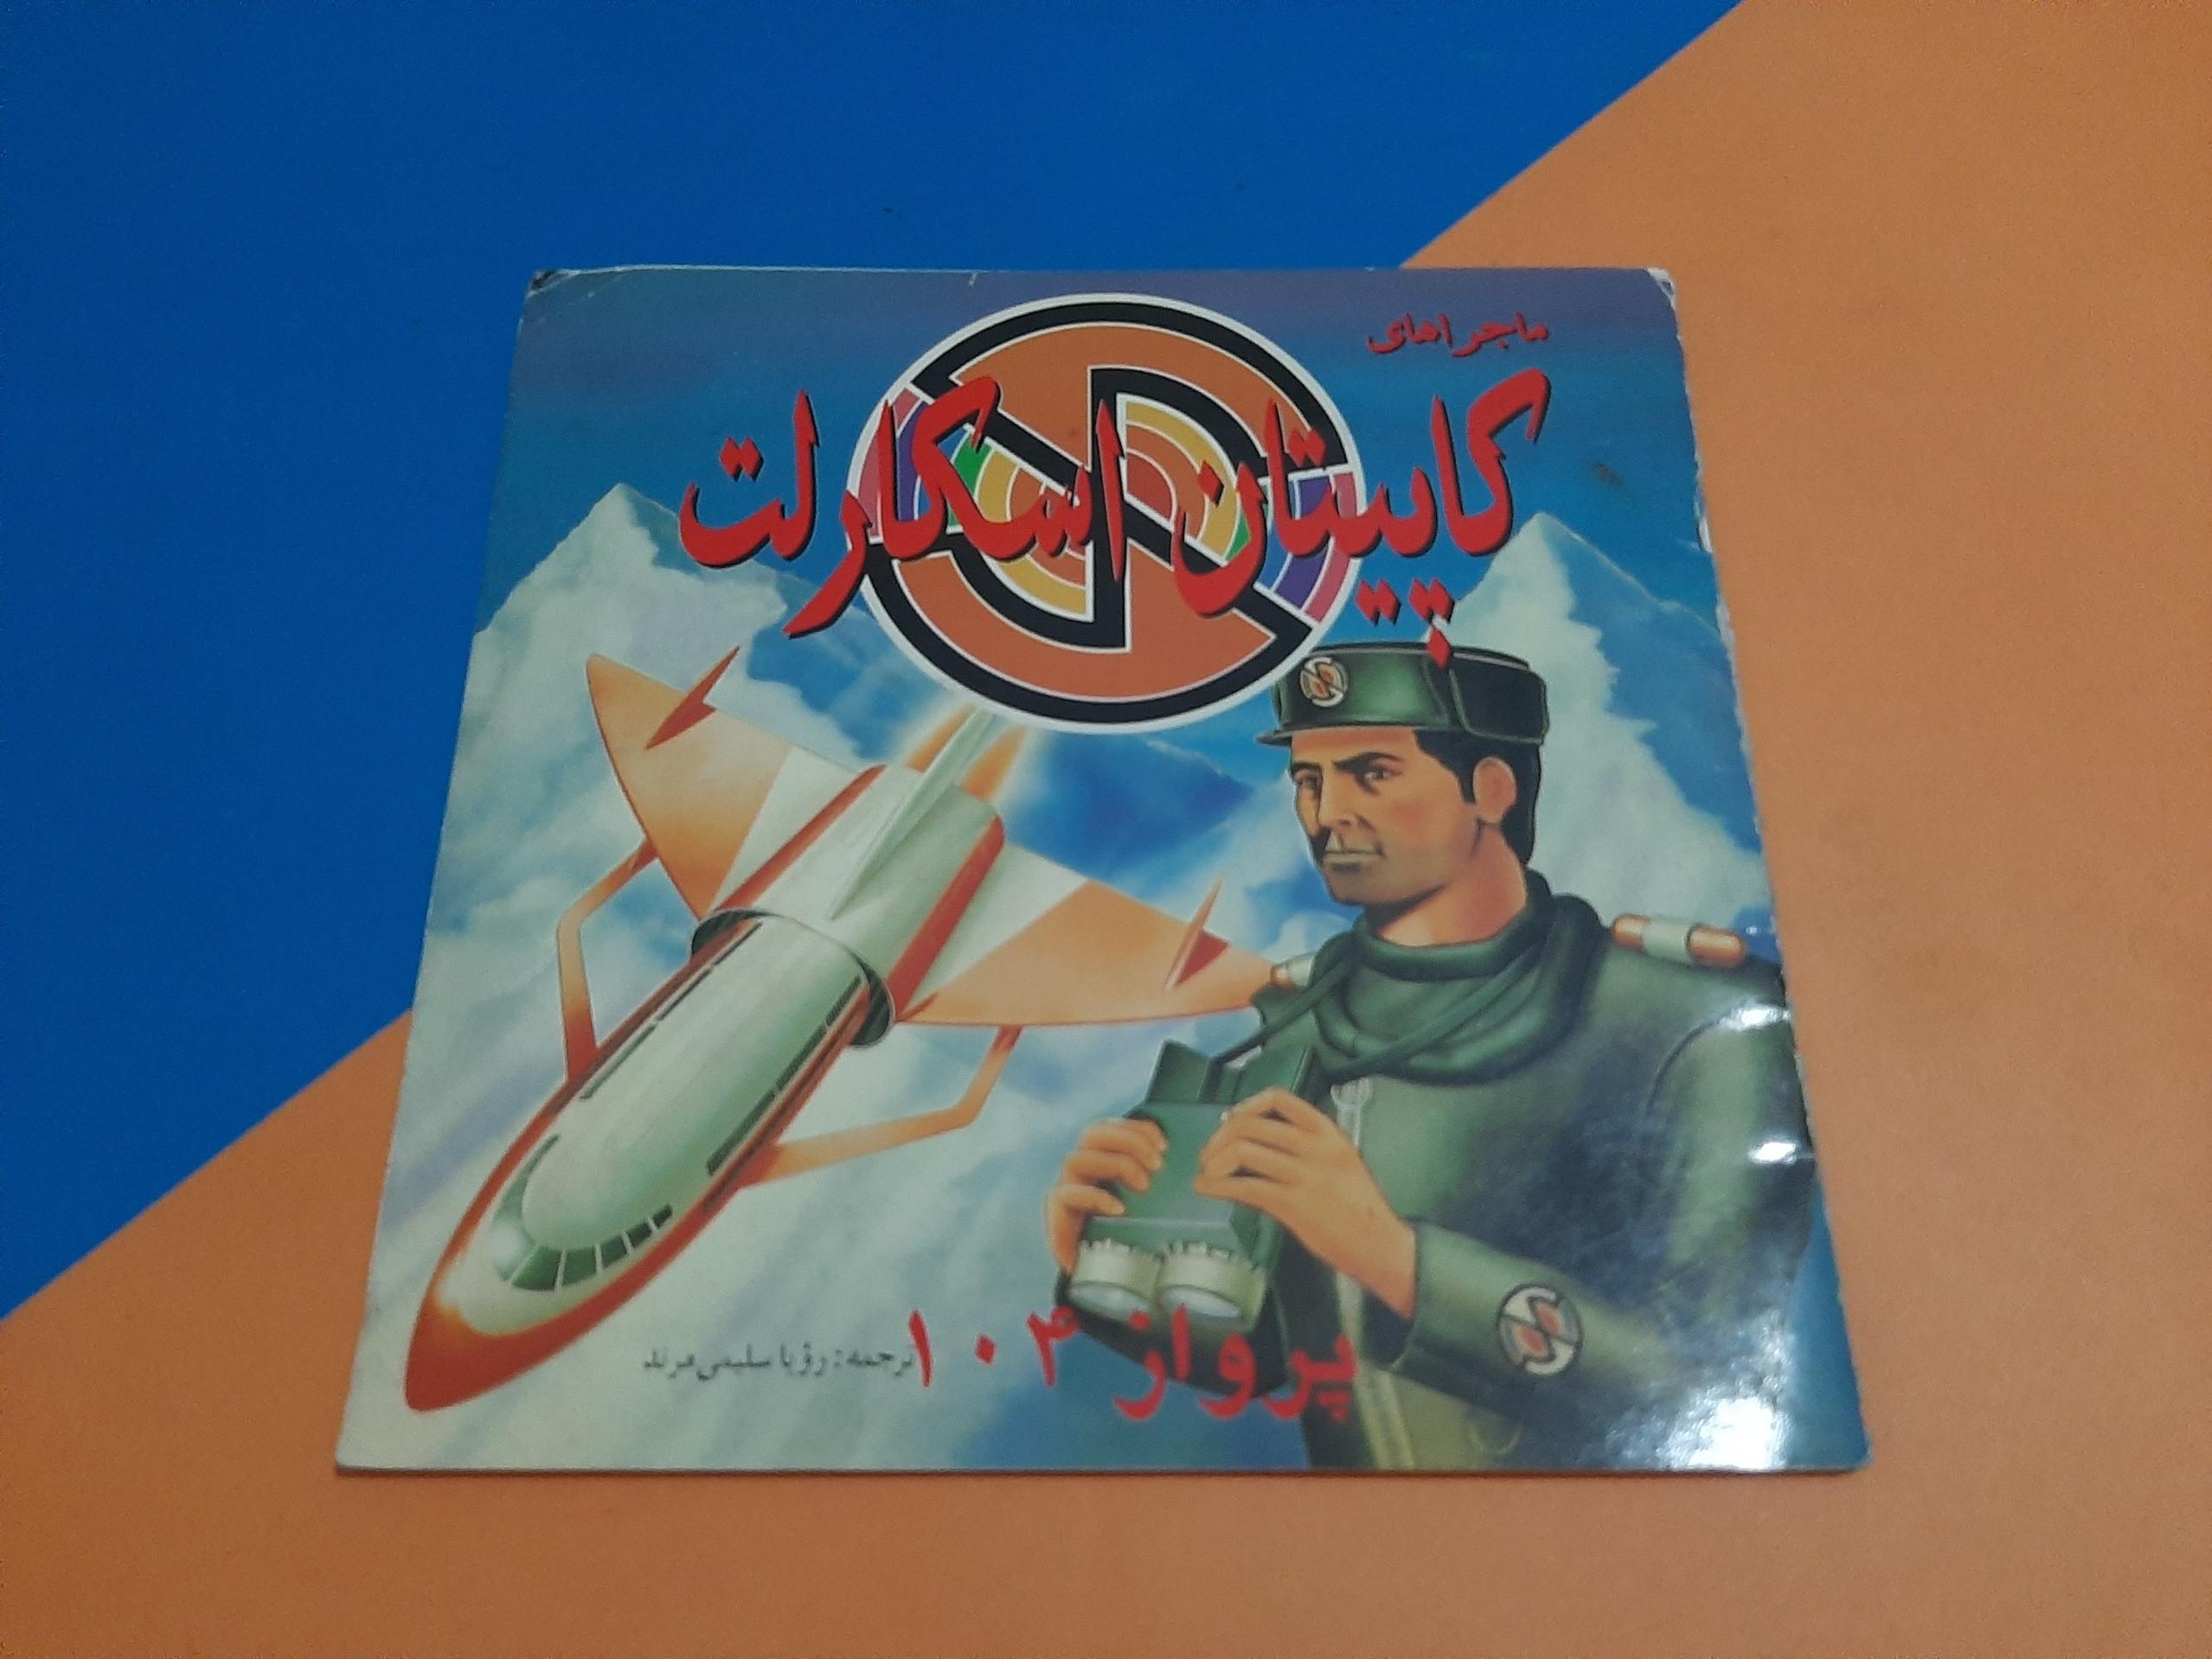 ماجراهای
کاپیتان اسکارلت
پرواز ۱۰۴
ترجمه: رؤیا سلیمی مرند